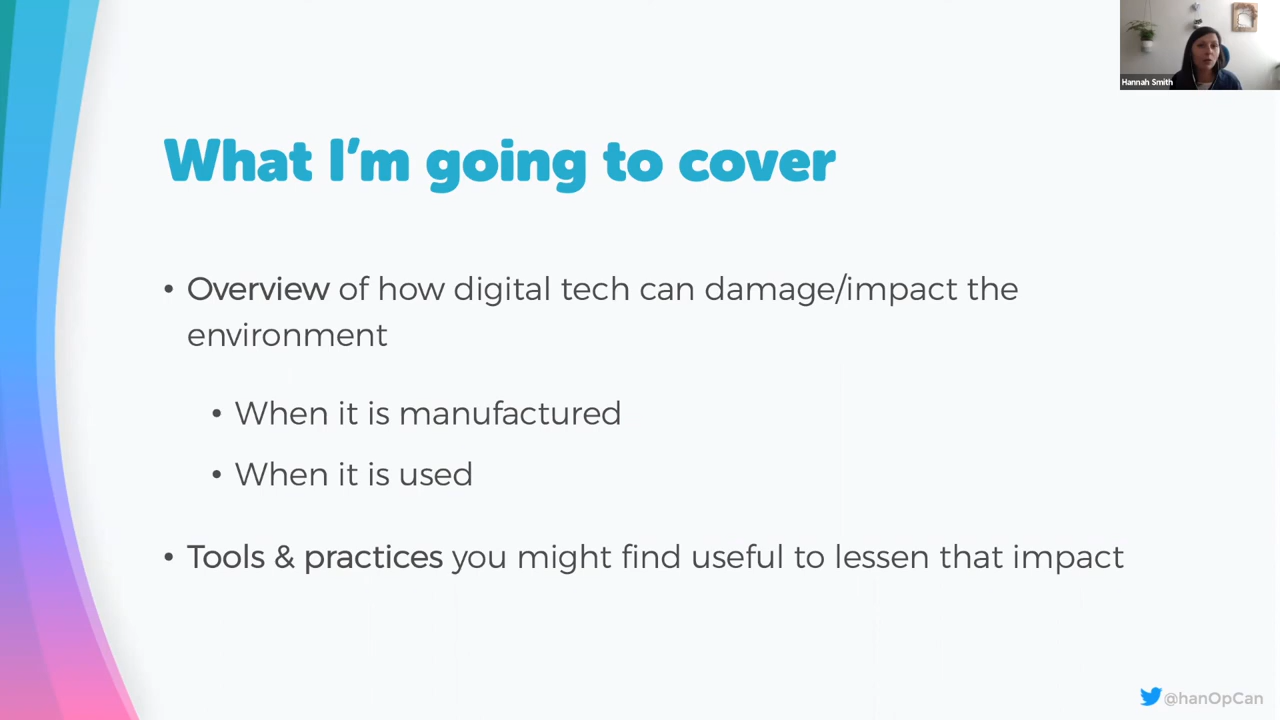 Hannah Smith
What I'm going to cover
• Overview of how digital tech can damage/impact the
environment
• When it is manufactured
• When it is used
• Tools & practices you might find useful to lessen that impact
@hanOpCan